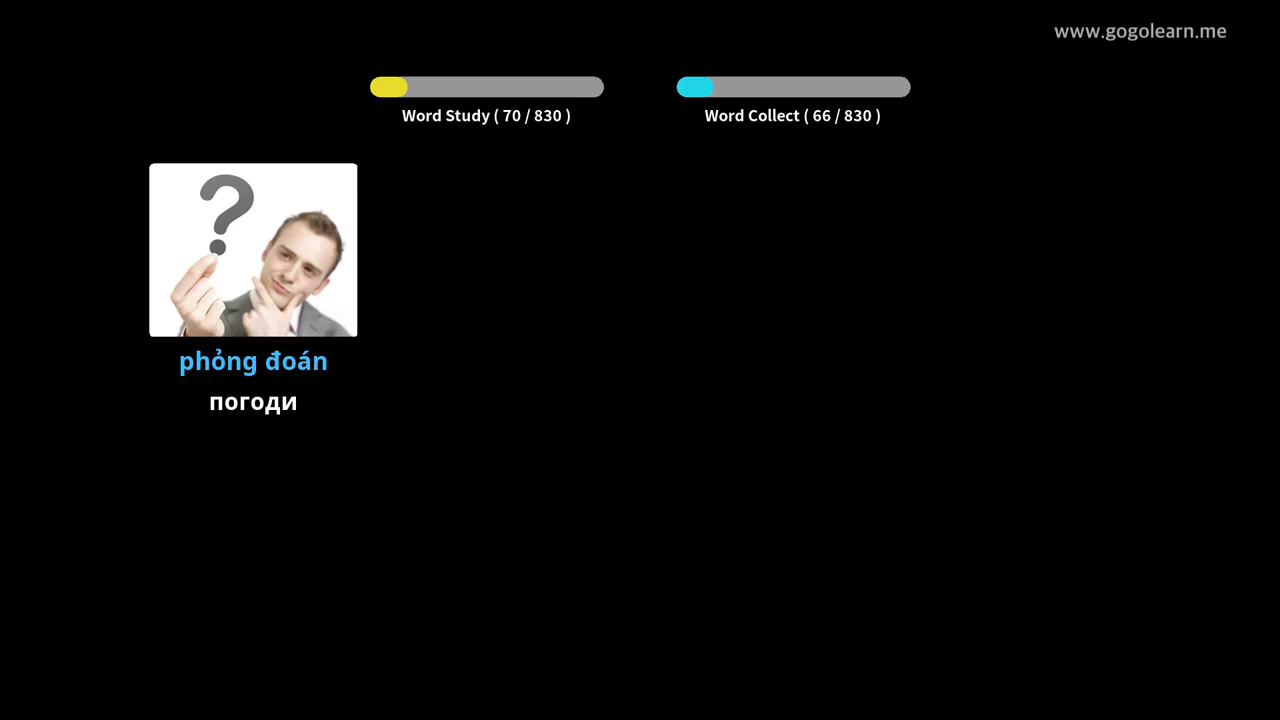 www.gogolearn.me
Word Study ( 70 / 830 )
Word Collect ( 66 / 830 )
phỏng đoán
погоди